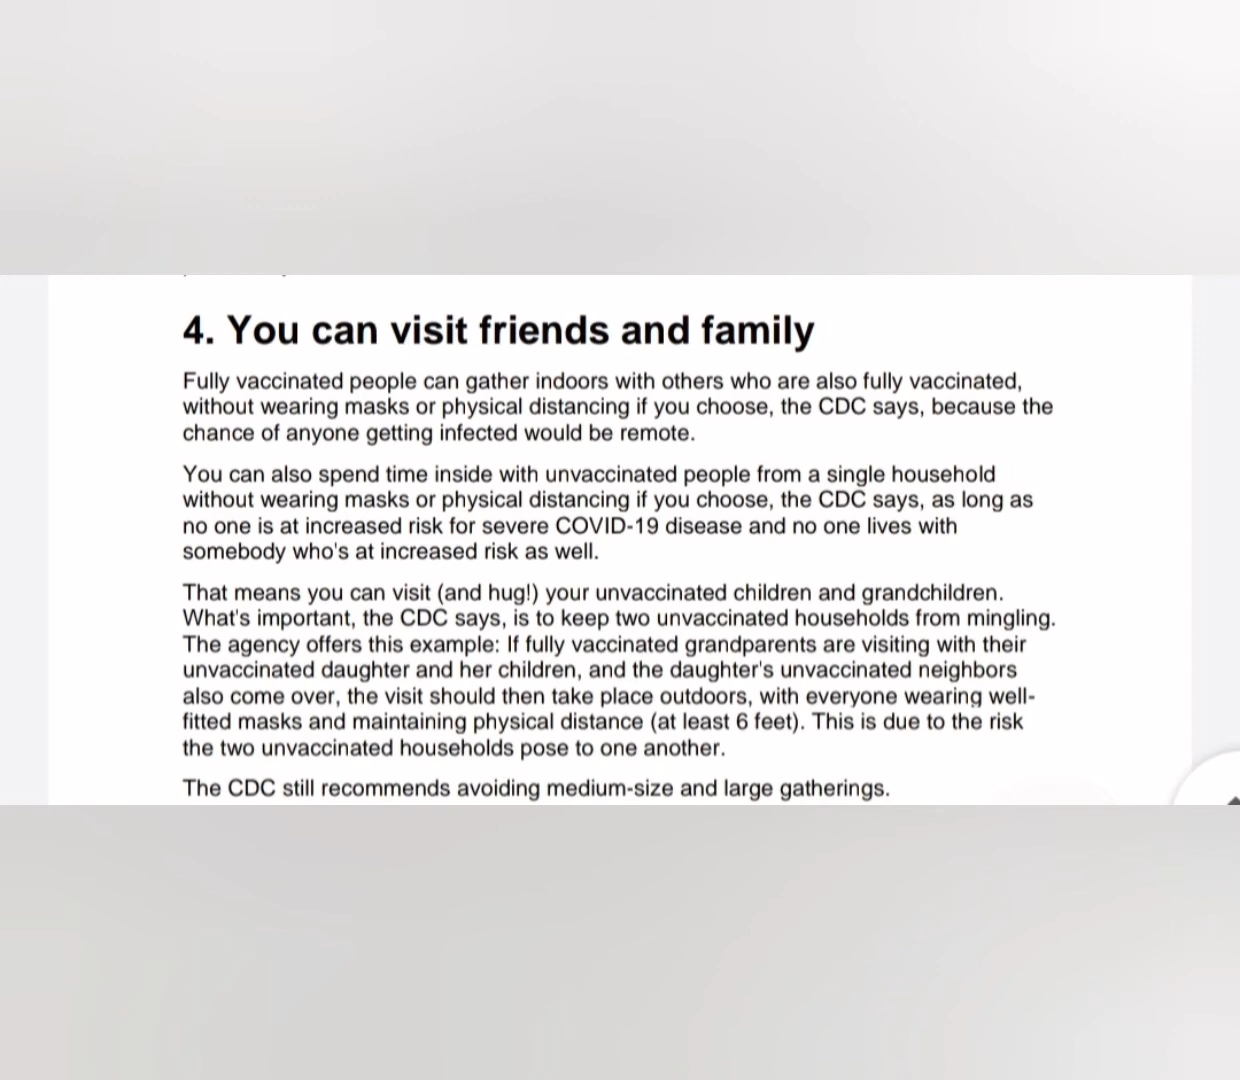 4. You can visit friends and family
Fully vaccinated people can gather indoors with others who are also fully vaccinated,
without wearing masks or physical distancing if you choose, the CDC says, because the
chance of anyone getting infected would be remote.
You can also spend time inside with unvaccinated people from a single household
without wearing masks or physical distancing if you choose, the CDC says, as long as
no one is at increased risk for severe COVID-19 disease and no one lives with
somebody who's at increased risk as well.
That means you can visit (and hug!) your unvaccinated children and grandchildren.
What's important, the CDC says, is to keep two unvaccinated households from mingling.
The agency offers this example: If fully vaccinated grandparents are visiting with their
unvaccinated daughter and her children, and the daughter's unvaccinated neighbors
also come over, the visit should then take place outdoors, with everyone wearing well-
fitted masks and maintaining physical distance (at least 6 feet). This is due to the risk
the two unvaccinated households pose to one another.
The CDC still recommends avoiding medium-size and large gatherings.